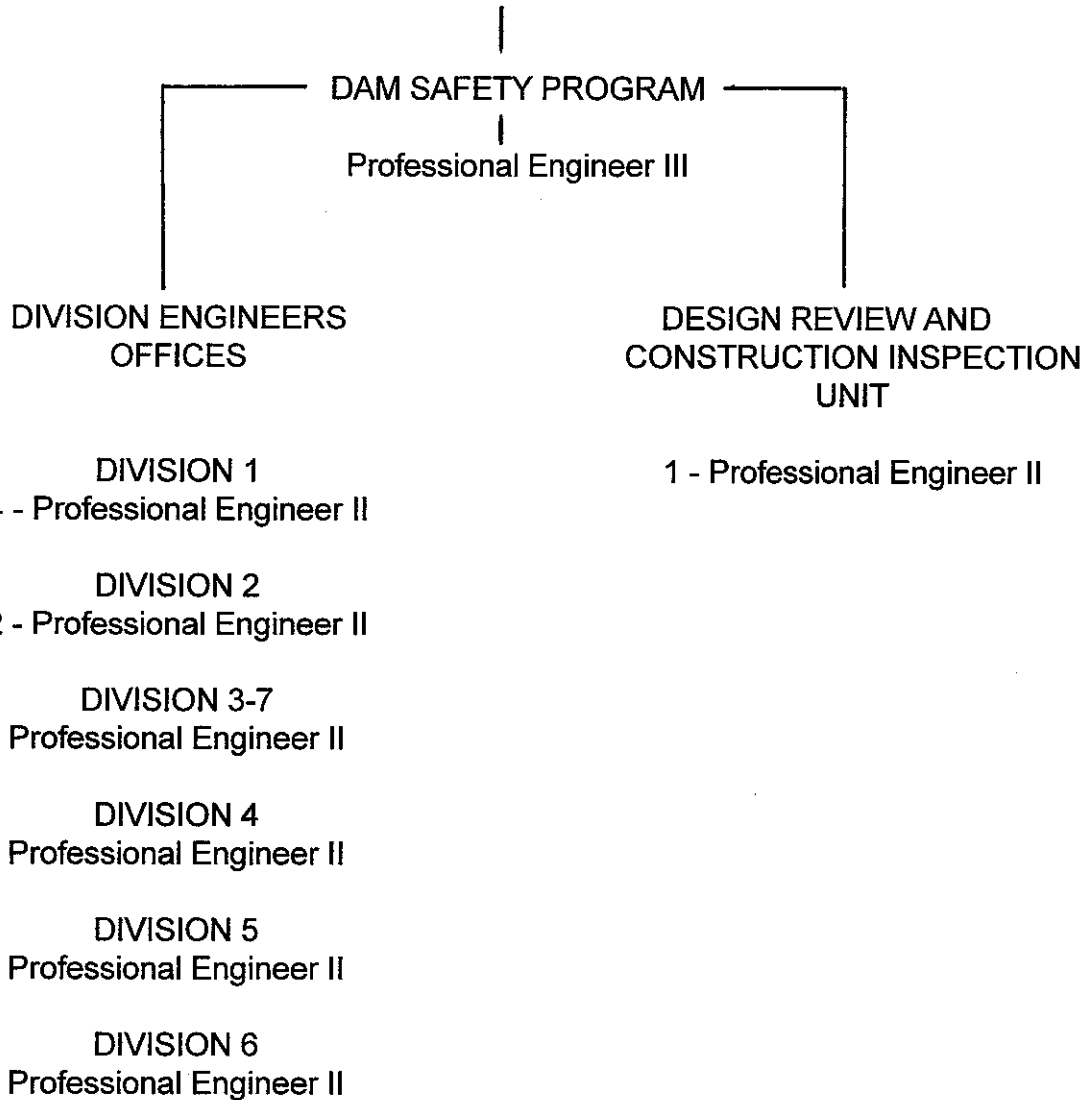 DAM SAFETY PROGRAM
Professional Engineer III
DIVISION ENGINEERS
OFFICES
DIVISION 1
- Professional Engineer II
DIVISION 2
- Professional Engineer II
DIVISION 3-7
Professional Engineer II
DIVISION 4
Professional Engineer II
DIVISION 5
Professional Engineer II
DIVISION 6
Professional Engineer II
DESIGN REVIEW AND
CONSTRUCTION INSPECTION
UNIT
1 - Professional Engineer II